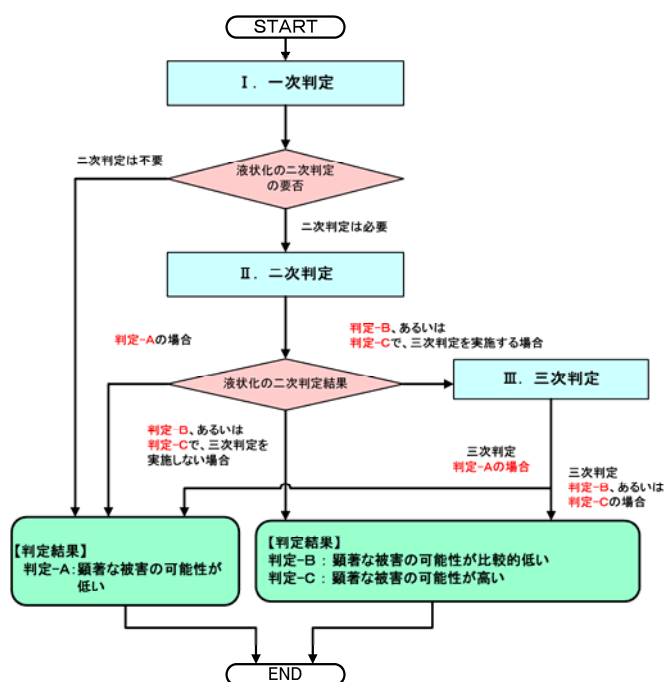 START
Ⅰ．一次判定
二次判定は不要
液状化の二次判定
の要否
二次判定は必要
Ⅱ．二次判定
判定-Aの場合
判定-B、あるいは
判定-Cで、三次判定を実施する場合
液状化の二次判定結果
Ⅲ．三次判定
判定-B、あるいは
判定-Cで、三次判定を
実施しない場合
三次判定
判定-Aの場合
三次判定
判定-B、あるいは
判定-Cの場合
【判定結果】
判定-A：顕著な被害の可能性が
低い
【判定結果】
判定-B：顕著な被害の可能性が比較的低い
判定-C：顕著な被害の可能性が高い
END